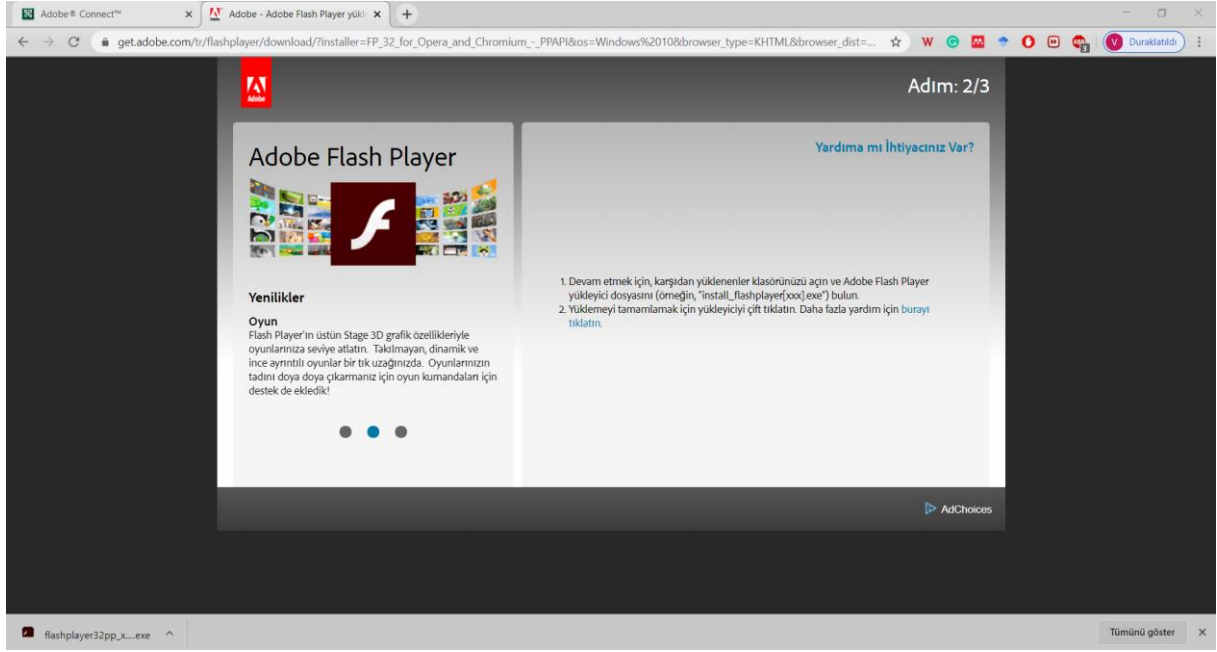 Adobe® Connect™
Adobe - Adobe Flash Player yükl
get.adobe.com/tr/flashplayer/download/?installer=FP_32_for_Opera_and_Chromium_-_PPAPI&os=Windows%2010&browser_type=KHTML&browser_dist=...
Duraklatıldı
Adobe
Adım: 2/3
Adobe Flash Player
Yenilikler
Oyun
Flash Player'ın üstün Stage 3D grafik özellikleriyle
oyunlarınıza seviye atlatın. Takılmayan, dinamik ve
ince ayrıntılı oyunlar bir tık uzağınızda. Oyunlarınızın
tadını doya doya çıkarmanız için oyun kumandaları için
destek de ekledik!
Yardıma mı İhtiyacınız Var?
1. Devam etmek için, karşıdan yüklenenler klasörünüzü açın ve Adobe Flash Player
yükleyici dosyasını (örneğin, "install_flashplayer[xxx].exe") bulun.
2. Yüklemeyi tamamlamak için yükleyiciyi çift tıklatın. Daha fazla yardım için burayı
tıklatın.
AdChoices
flashplayer32pp_x....exe
Tümünü göster